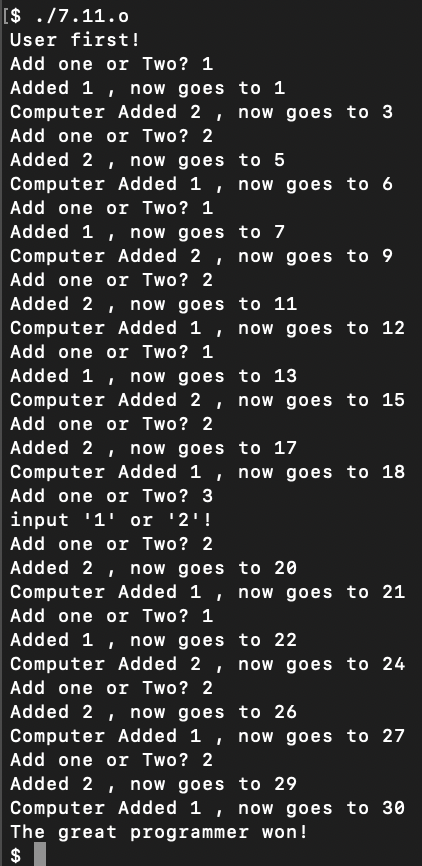 [$ ./7.11.o
User first!
Add one or Two? 1
Added 1 , now goes to 1
Computer Added 2 , now goes to 3
Add one or Two? 2
Added 2 , now goes to 5
Computer Added 1 , now goes to 6
Add one or Two? 1
Added 1 , now goes to 7
Computer Added 2 , now goes to 9
Add one or Two? 2
Added 2 , now goes to 11
Computer Added 1 , now goes to 12
Add one or Two? 1
Added 1 , now goes to 13
Computer Added 2 , now goes to 15
Add one or Two? 2
Added 2 , now goes to 17
Computer Added 1 , now goes to 18
Add one or Two? 3
input '1' or '2'!
Add one or Two? 2
Added 2 , now goes to 20
Computer Added 1 , now goes to 21
Add one or Two? 1
Added 1 , now goes to 22
Computer Added 2 , now goes to 24
Add one or Two? 2
Added 2 , now goes to 26
Computer Added 1 , now goes to 27
Add one or Two? 2
Added 2 , now goes to 29
Computer Added 1 , now goes to 30
The great programmer won!
$